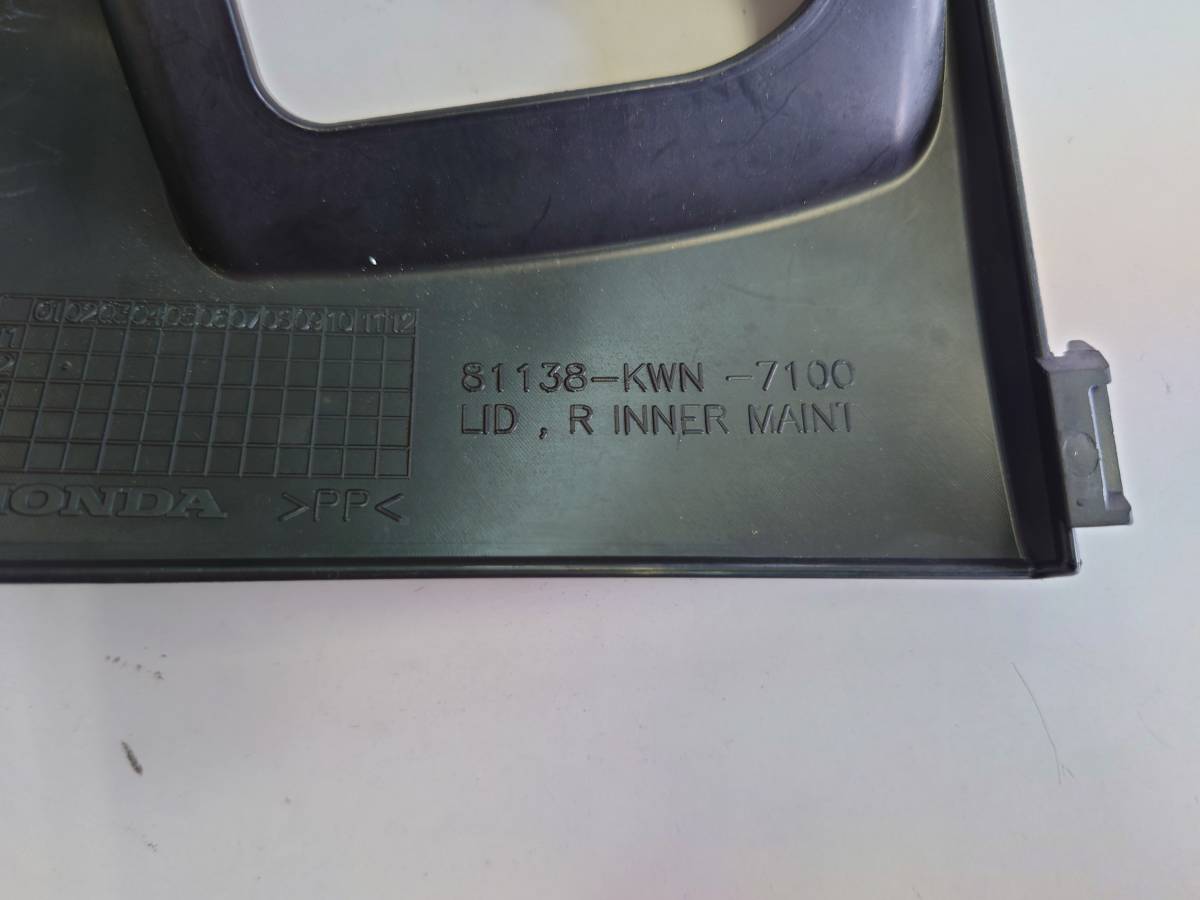 01 02 03 04 05 06 07 08 09 10 11 12
81138-KWN -7100
LID , R INNER MAINT
HONDA >PP<